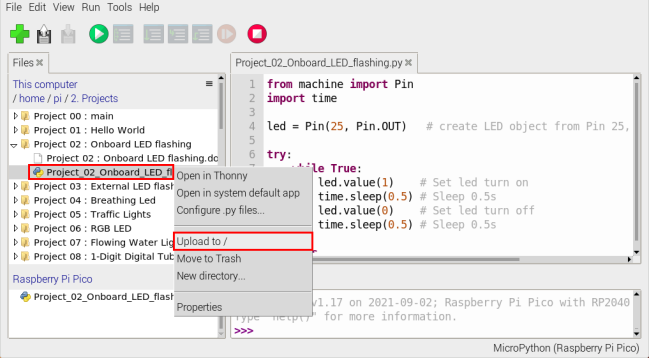 File Edit View Run Tools Help
Files
This computer
/ home / pi / 2. Projects
Project 00 : main
Project 01 : Hello World
Project 02 : Onboard LED flashing
Project 02 : Onboard LED flashing.do
Project_02_Onboard_LED_fl
Project 03 : External LED flash
Project 04 : Breathing Led
Project 05 : Traffic Lights
Project 06 : RGB LED
Project 07 : Flowing Water Lig
Project 08 : 1-Digit Digital Tub
Raspberry Pi Pico
Project_02_Onboard_LED_flash
Open in Thonny
Open in system default app
Configure .py files...
Upload to /
Move to Trash
New directory...
Properties
Project_02_Onboard_LED_flashing.py
1 from machine import Pin
2 import time
3
4 led = Pin(25, Pin.OUT) # create LED object from Pin 25,
5
6 try:
while True:
led.value(1) # Set led turn on
time.sleep(0.5) # Sleep 0.5s
led.value(0) # Set led turn off
time.sleep(0.5) # Sleep 0.5s
v1.17 on 2021-09-02; Raspberry Pi Pico with RP2040
Type "help()" for more information.
>>>
MicroPython (Raspberry Pi Pico)